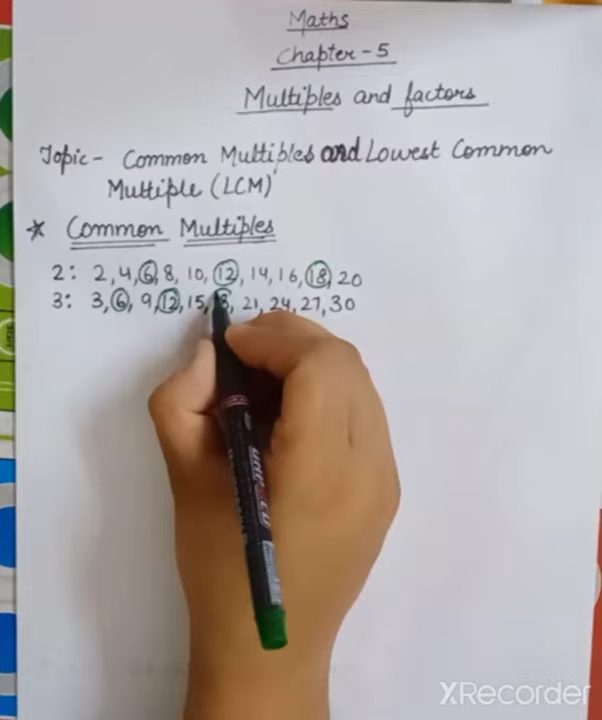 Maths
Chapter - 5
Multiples and factors
Topic - Common Multiples and Lowest Common
Multiple (LCM)
* Common Multiples
2: 2, 4, 6, 8, 10, 12, 14, 16, 18, 20
3: 3, 6, 9, 12, 15, 18, 21, 24, 27, 30
XRecorder